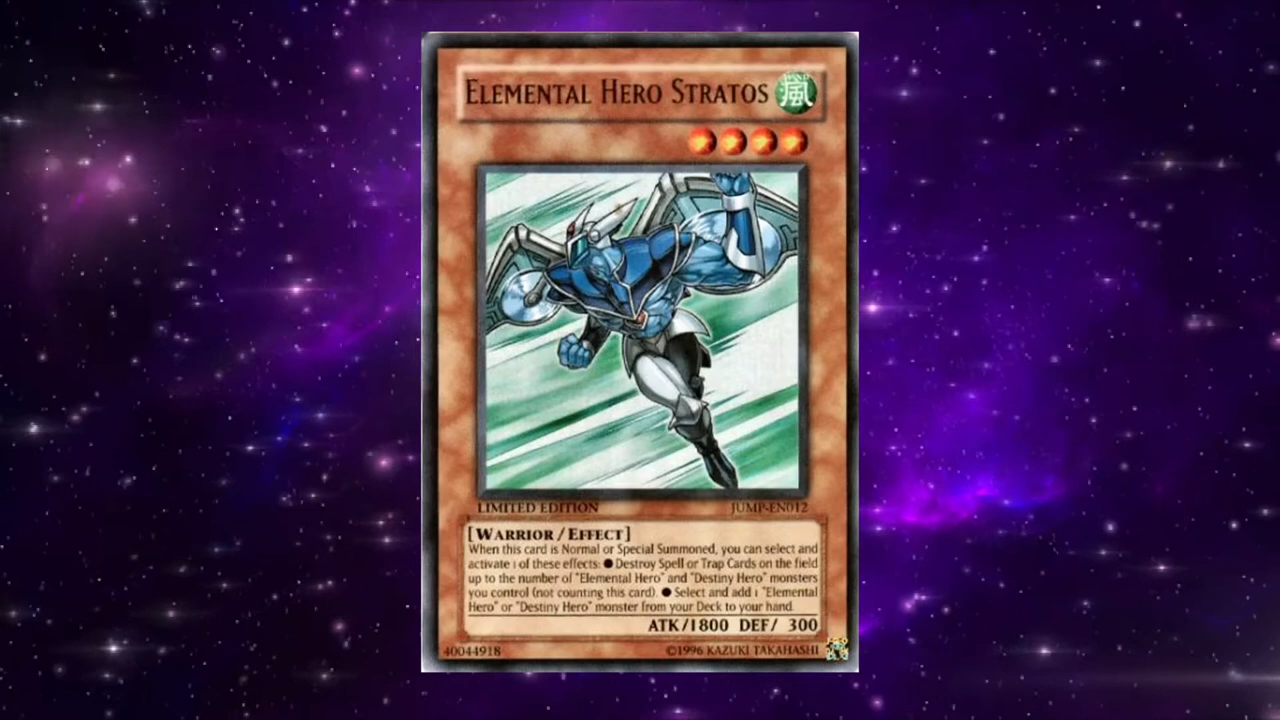 ELEMENTAL HERO STRATOS
WIND
風
LIMITED EDITION JUMP-EN012
[WARRIOR / EFFECT]
When this card is Normal or Special Summoned, you can select and
activate 1 of these effects: ●Destroy Spell or Trap Cards on the field
up to the number of "Elemental Hero" and "Destiny Hero" monsters
you control (not counting this card). ●Select and add 1 "Elemental
Hero" or "Destiny Hero" monster from your Deck to your hand.
ATK/1800 DEF/ 300
40044918 ©1996 KAZUKI TAKAHASHI